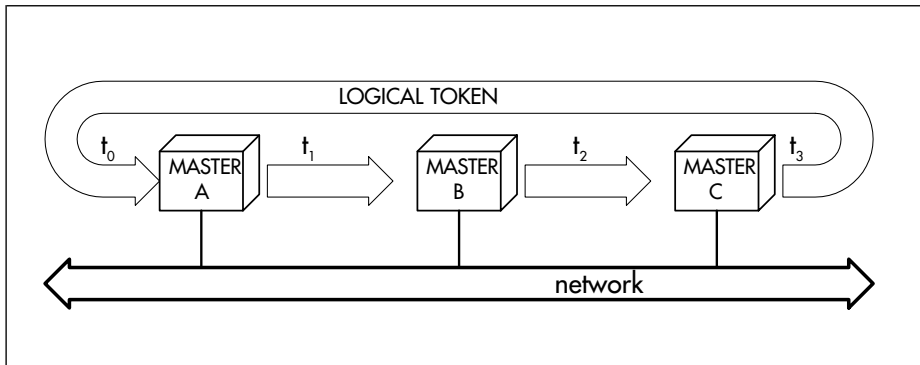 LOGICAL TOKEN
t0
t1
t2
t3
MASTER
A
MASTER
B
MASTER
C
network